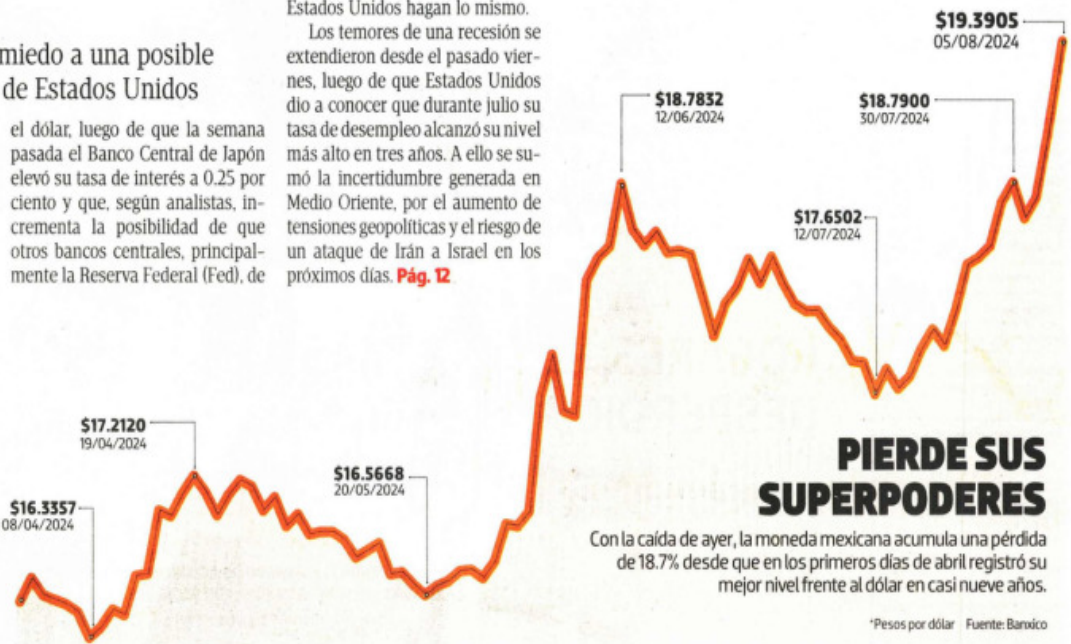 miedo a una posible
de Estados Unidos
el dólar, luego de que la semana
pasada el Banco Central de Japón
elevó su tasa de interés a 0.25 por
ciento y que, según analistas, in-
crementa la posibilidad de que
otros bancos centrales, principal-
mente la Reserva Federal (Fed), de
Estados Unidos hagan lo mismo.
Los temores de una recesión se
extendieron desde el pasado vier-
nes, luego de que Estados Unidos
dio a conocer que durante julio su
tasa de desempleo alcanzó su nivel
más alto en tres años. A ello se su-
mó la incertidumbre generada en
Medio Oriente, por el aumento de
tensiones geopolíticas y el riesgo de
un ataque de Irán a Israel en los
próximos días. Pág. 12
$16.3357
08/04/2024
$17.2120
19/04/2024
$16.5668
20/05/2024
$18.7832
12/06/2024
$17.6502
12/07/2024
$18.7900
30/07/2024
$19.3905
05/08/2024
PIERDE SUS
SUPERPODERES
Con la caída de ayer, la moneda mexicana acumula una pérdida
de 18.7% desde que en los primeros días de abril registró su
mejor nivel frente al dólar en casi nueve años.
*Pesos por dólar Fuente: Banxico